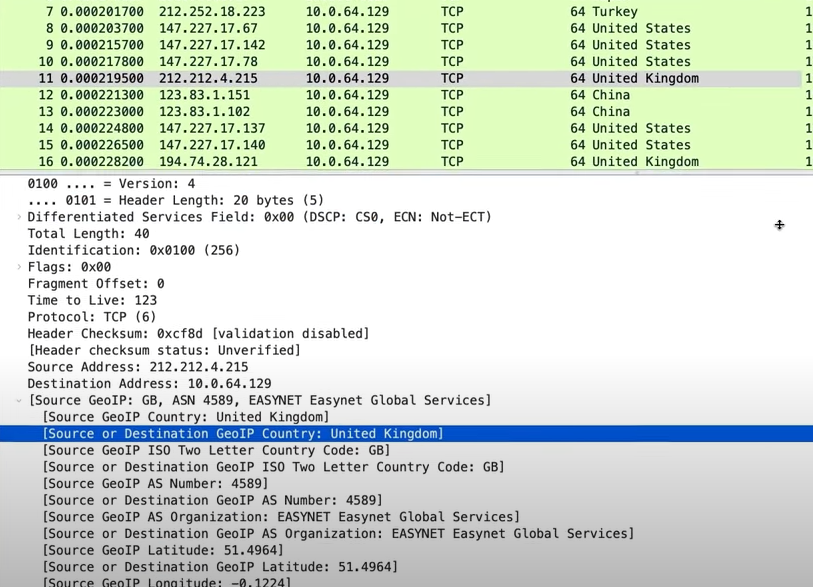 7 0.000201700 212.252.18.223 10.0.64.129 TCP 64 Turkey 1
8 0.000203700 147.227.17.67 10.0.64.129 TCP 64 United States 1
9 0.000215700 147.227.17.142 10.0.64.129 TCP 64 United States 1
10 0.000217800 147.227.17.78 10.0.64.129 TCP 64 United States 1
11 0.000219500 212.212.4.215 10.0.64.129 TCP 64 United Kingdom 1
12 0.000221300 123.83.1.151 10.0.64.129 TCP 64 China 1
13 0.000223000 123.83.1.102 10.0.64.129 TCP 64 China 1
14 0.000224800 147.227.17.137 10.0.64.129 TCP 64 United States 1
15 0.000226500 147.227.17.140 10.0.64.129 TCP 64 United States 1
16 0.000228200 194.74.28.121 10.0.64.129 TCP 64 United Kingdom 1
0100 .... = Version: 4
.... 0101 = Header Length: 20 bytes (5)
Differentiated Services Field: 0x00 (DSCP: CS0, ECN: Not-ECT)
Total Length: 40
Identification: 0x0100 (256)
Flags: 0x00
Fragment Offset: 0
Time to Live: 123
Protocol: TCP (6)
Header Checksum: 0xcf8d [validation disabled]
[Header checksum status: Unverified]
Source Address: 212.212.4.215
Destination Address: 10.0.64.129
[Source GeoIP: GB, ASN 4589, EASYNET Easynet Global Services]
[Source GeoIP Country: United Kingdom]
[Source or Destination GeoIP Country: United Kingdom]
[Source GeoIP ISO Two Letter Country Code: GB]
[Source or Destination GeoIP ISO Two Letter Country Code: GB]
[Source GeoIP AS Number: 4589]
[Source or Destination GeoIP AS Number: 4589]
[Source GeoIP AS Organization: EASYNET Easynet Global Services]
[Source or Destination GeoIP AS Organization: EASYNET Easynet Global Services]
[Source GeoIP Latitude: 51.4964]
[Source or Destination GeoIP Latitude: 51.4964]
[Source GeoIP Longitude: -0.1224]